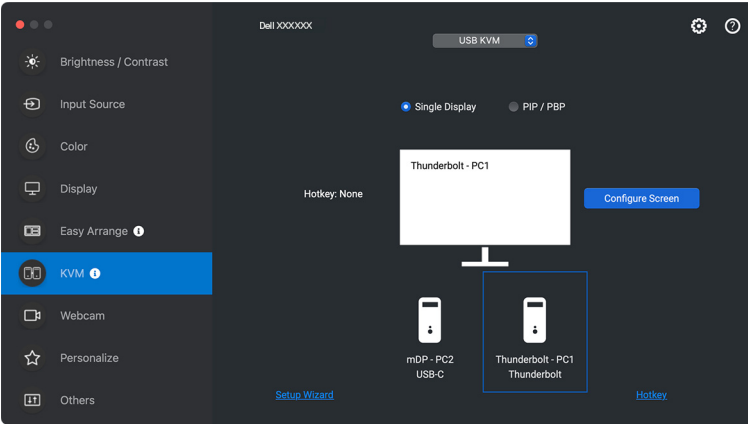 Dell XXXXXX
USB KVM
Brightness / Contrast
Input Source
Color
Display
Easy Arrange
KVM
Webcam
Personalize
Others
Single Display
PIP / PBP
Hotkey: None
Thunderbolt - PC1
Configure Screen
mDP - PC2
USB-C
Thunderbolt - PC1
Thunderbolt
Setup Wizard
Hotkey